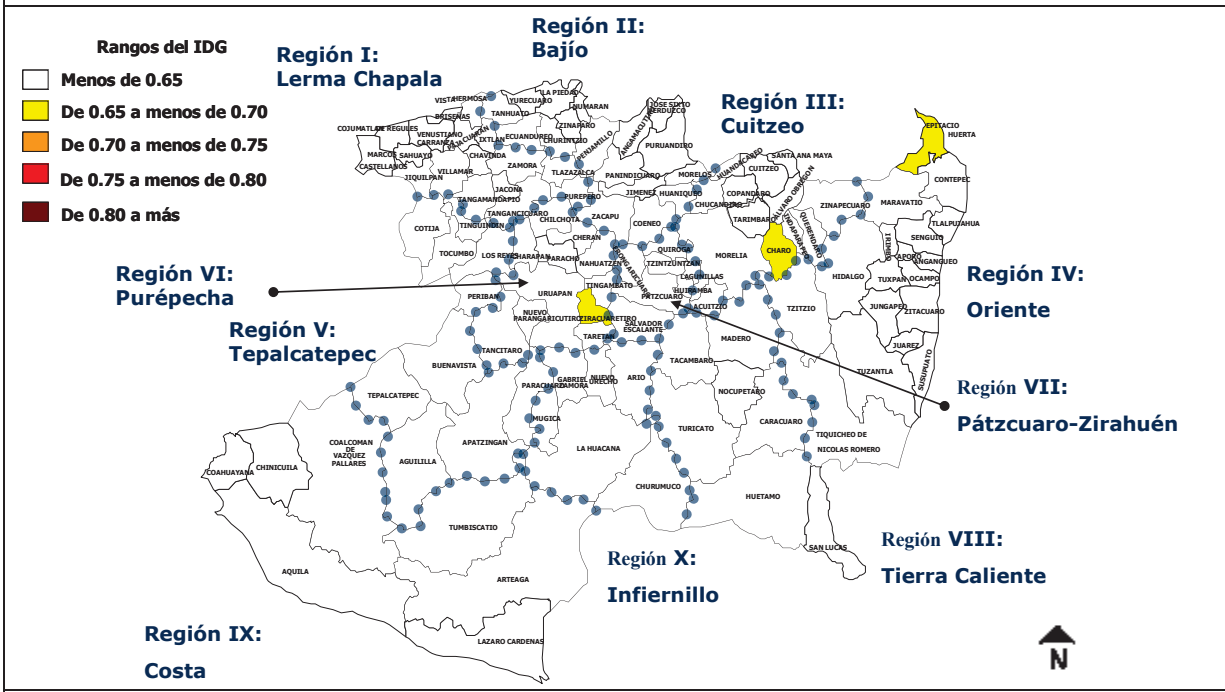 Rangos del IDG
Menos de 0.65
De 0.65 a menos de 0.70
De 0.70 a menos de 0.75
De 0.75 a menos de 0.80
De 0.80 a más
Región I:
Lerma Chapala
Región II:
Bajío
Región III:
Cuitzeo
Región IV:
Oriente
Región VI:
Purépecha
Región V:
Tepalcatepec
Región VII:
Pátzcuaro-Zirahuén
Región VIII:
Tierra Caliente
Región X:
Infiernillo
Región IX:
Costa
N
LA PIEDAD
VISTA HERMOSA
YURECUARO
NUMARAN
JOSE SIXTO
VERDUZCO
BRISEÑAS
TANHUATO
ZINAPARO
ANGAMACUTIRO
COJUMATLAN DE REGULES
VENUSTIANO
CARRANZA
PAJACUARAN
IXTLAN
ECUANDUREO
CHURINTZIO
PENJAMILLO
PURUANDIRO
MARCOS
CASTELLANOS
SAHUAYO
CHAVINDA
ZAMORA
VILLAMAR
TLAZAZALCA
PANINDICUARO
MORELOS
HUANDACAREO
CUITZEO
SANTA ANA MAYA
EPITACIO
HUERTA
JIQUILPAN
JACONA
TANGAMANDAPIO
PUREPERO
JIMENEZ
HUANIQUEO
CHUCANDIRO
COPANDARO
ALVARO OBREGON
CONTEPEC
MARAVATIO
ZINAPECUARO
TARIMBARO
TLALPUJAHUA
COTIJA
TINGUINDIN
TANGANCICUARO
CHILCHOTA
ZACAPU
COENEO
INDAPARAPEO
QUERENDARO
SENGUIO
TOCUMBO
LOS REYES
CHARAPAN
PARACHO
CHERAN
NAHUATZEN
ERONGARICUARO
QUIROGA
TZINTZUNTZAN
MORELIA
CHARO
HIDALGO
IRIMBO
APORO
ANGANGUEO
TUXPAN
OCAMPO
PERIBAN
URUAPAN
TINGAMBATO
LAGUNILLAS
HUIRAMBA
PATZCUARO
ACUITZIO
TZITZIO
JUNGAPEO
ZITACUARO
NUEVO
PARANGARICUTIRO
ZIRACUARETIRO
TARETAN
SALVADOR
ESCALANTE
MADERO
JUAREZ
SUSUPUATO
TUZANTLA
BUENAVISTA
TANCITARO
TACAMBARO
TEPALCATEPEC
PARACUARO
GABRIEL
ZAMORA
NUEVO
URECHO
ARIO
NOCUPETARO
MUGICA
TURICATO
CARACUARO
TIQUICHEO DE
NICOLAS ROMERO
COALCOMAN
DE
VAZQUEZ
PALLARES
AGUILILLA
APATZINGAN
LA HUACANA
COAHUAYANA
CHINICUILA
CHURUMUCO
HUETAMO
TUMBISCATIO
SAN LUCAS
AQUILA
ARTEAGA
LAZARO CARDENAS